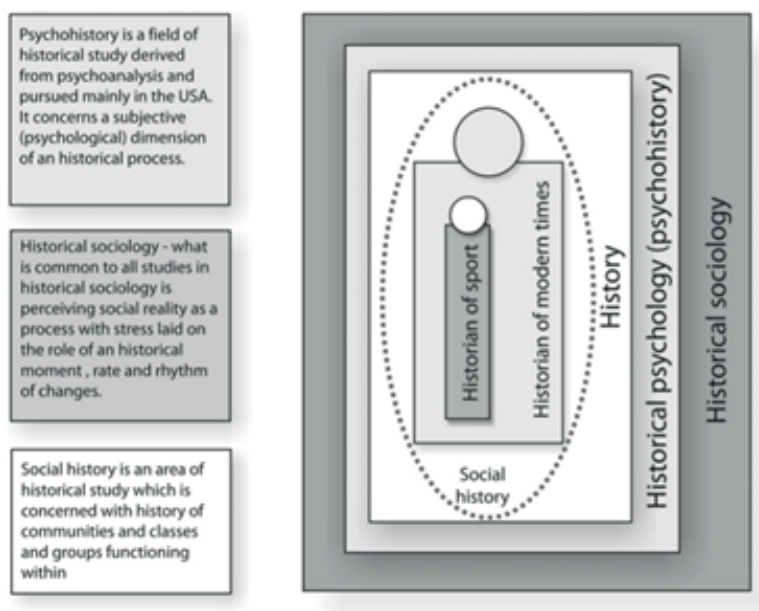 Psychohistory is a field of
historical study derived
from psychoanalysis and
pursued mainly in the USA.
It concerns a subjective
(psychological) dimension
of an historical process.
Historical sociology - what
is common to all studies in
historical sociology is
perceiving social reality as a
process with stress laid on
the role of an historical
moment , rate and rhythm
of changes.
Social history is an area of
historical study which is
concerned with history of
communities and classes
and groups functioning
within
Historian of sport
Historian of modern times
Social
history
History
Historical psychology (psychohistory)
Historical sociology